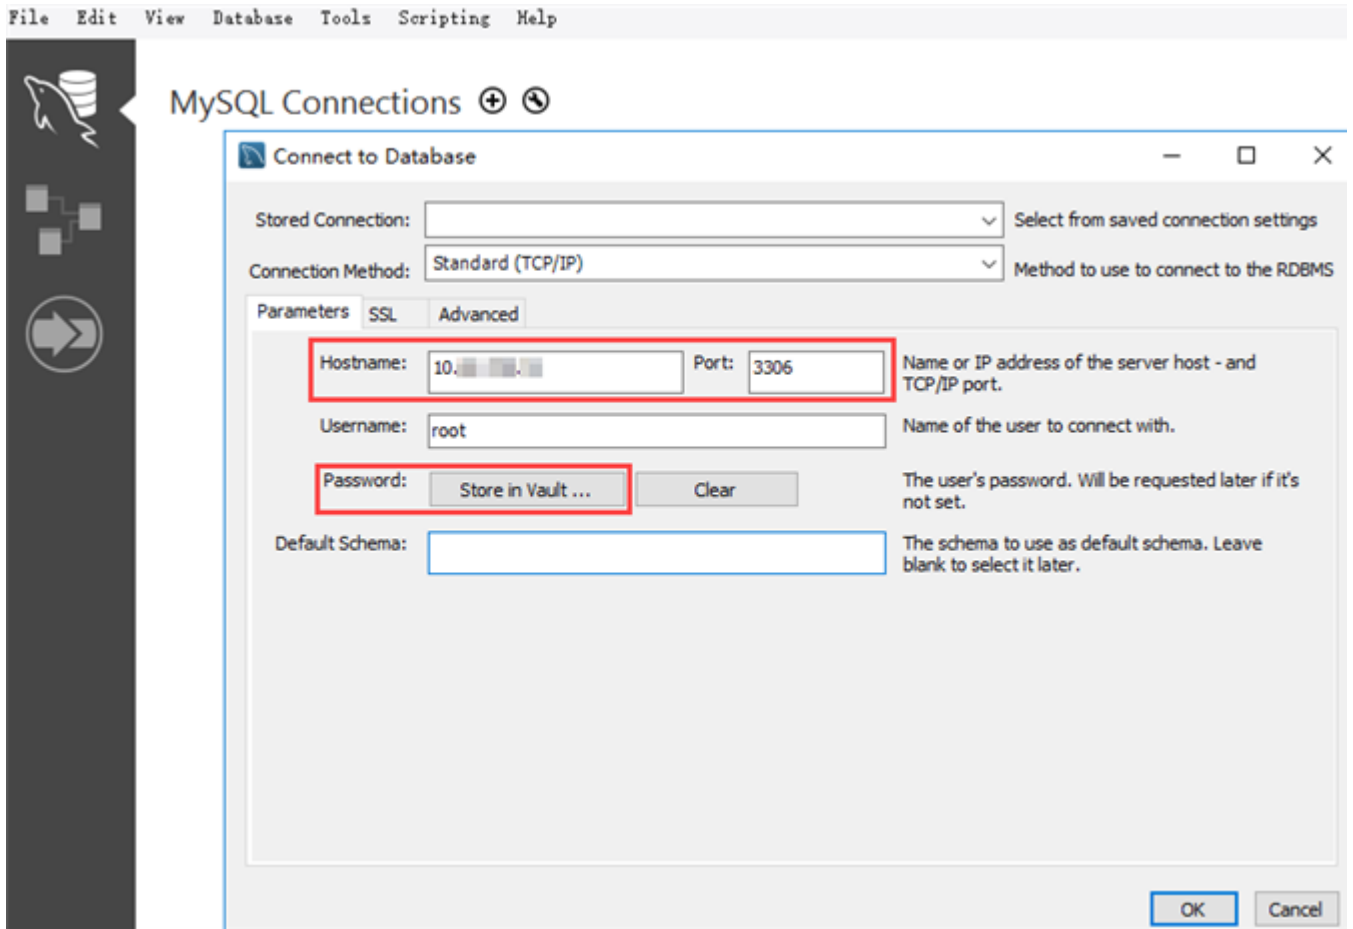 File Edit View Database Tools Scripting Help
MySQL Connections
Connect to Database
Stored Connection: Select from saved connection settings
Connection Method: Standard (TCP/IP) Method to use to connect to the RDBMS
Parameters SSL Advanced
Hostname: 10. Port: 3306 Name or IP address of the server host - and
TCP/IP port.
Username: root Name of the user to connect with.
Password: Store in Vault ... Clear The user's password. Will be requested later if it's
not set.
Default Schema: The schema to use as default schema. Leave
blank to select it later.
OK Cancel